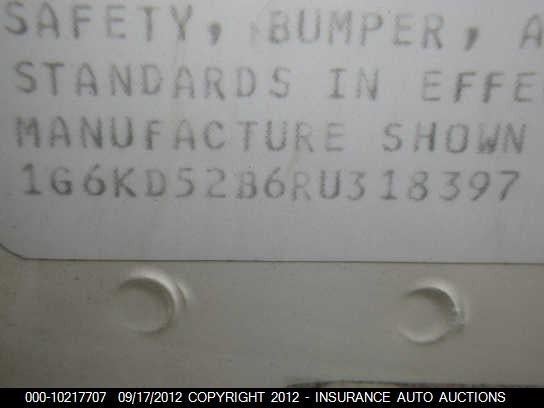 SAFETY, BUMPER, A
STANDARDS IN EFFE
MANUFACTURE SHOWN
1G6KD52B6RU318397
000-10217707 09/17/2012 COPYRIGHT 2012 - INSURANCE AUTO AUCTIONS